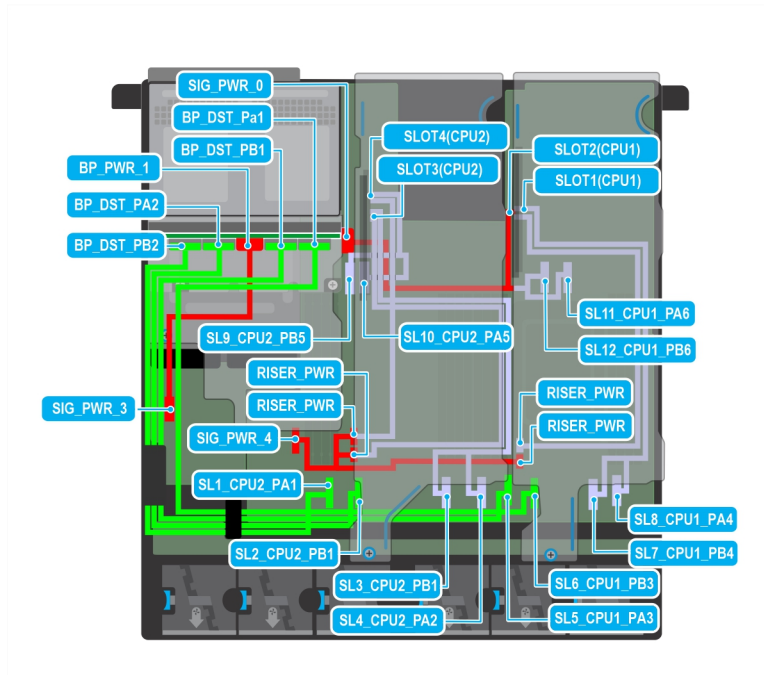 SIG_PWR_0
BP_DST_Pa1
SLOT4(CPU2)
BP_DST_PB1
SLOT2(CPU1)
BP_PWR_1
SLOT3(CPU2)
SLOT1(CPU1)
BP_DST_PA2
BP_DST_PB2
SL11_CPU1_PA6
SL9_CPU2_PB5
SL10_CPU2_PA5
SL12_CPU1_PB6
RISER_PWR
RISER_PWR
SIG_PWR_3
RISER_PWR
RISER_PWR
SIG_PWR_4
SL1_CPU2_PA1
SL8_CPU1_PA4
SL2_CPU2_PB1
SL7_CPU1_PB4
SL3_CPU2_PB1
SL6_CPU1_PB3
SL4_CPU2_PA2
SL5_CPU1_PA3